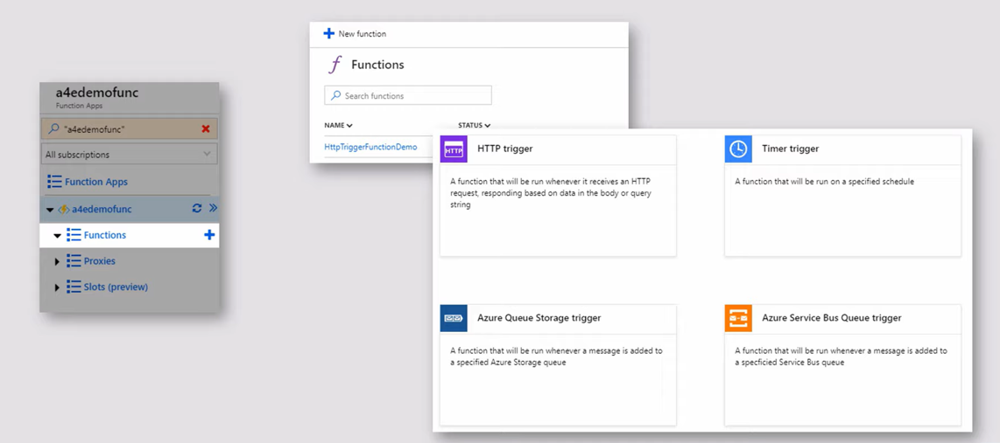 a4edemofunc
Function Apps
"a4edemofunc"
All subscriptions
Function Apps
a4edemofunc
Functions
Proxies
Slots (preview)
New function
Functions
Search functions
NAME STATUS
HttpTriggerFunctionDemo
HTTP
HTTP trigger
A function that will be run whenever it receives an HTTP
request, responding based on data in the body or query
string
Timer trigger
A function that will be run on a specified schedule
Azure Queue Storage trigger
A function that will be run whenever a message is added to
a specified Azure Storage queue
Azure Service Bus Queue trigger
A function that will be run whenever a message is added to
a specficied Service Bus queue